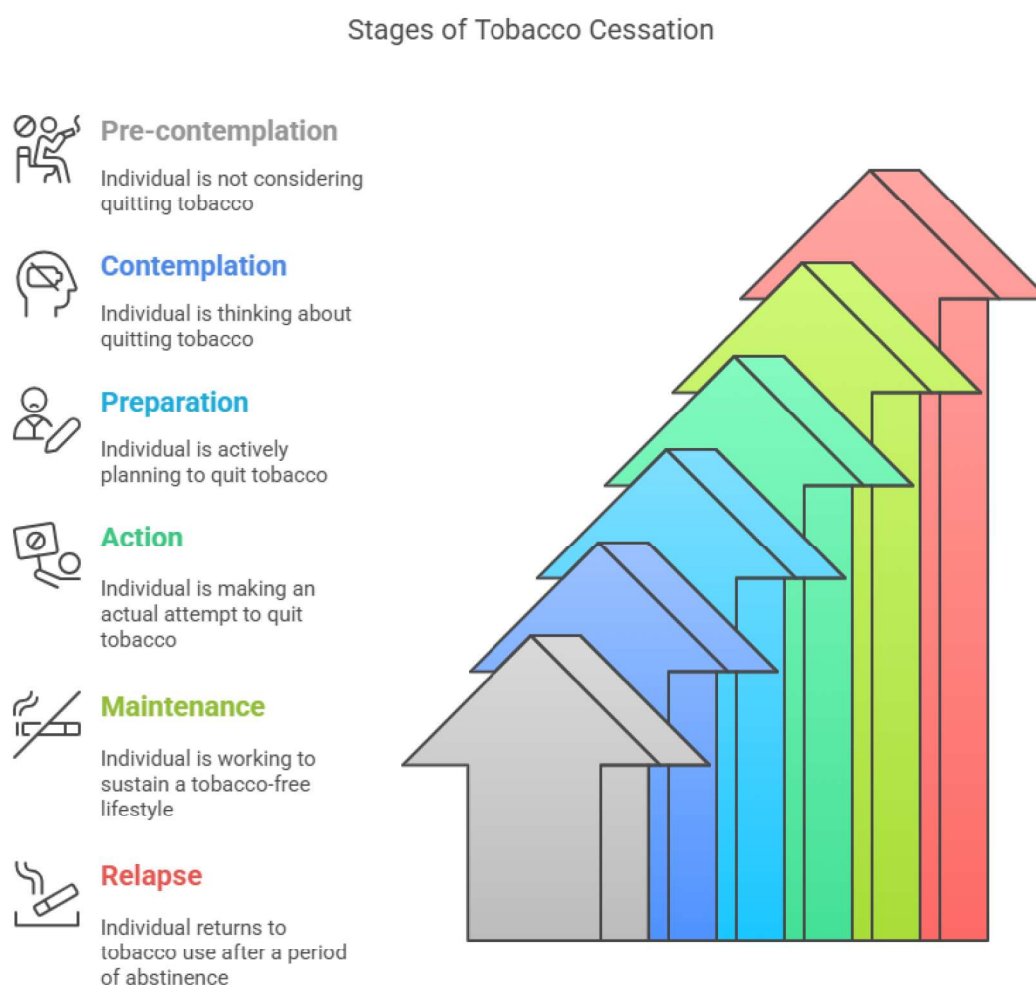 Stages of Tobacco Cessation
Pre-contemplation
Individual is not considering
quitting tobacco
Contemplation
Individual is thinking about
quitting tobacco
Preparation
Individual is actively
planning to quit tobacco
Action
Individual is making an
actual attempt to quit
tobacco
Maintenance
Individual is working to
sustain a tobacco-free
lifestyle
Relapse
Individual returns to
tobacco use after a period
of abstinence